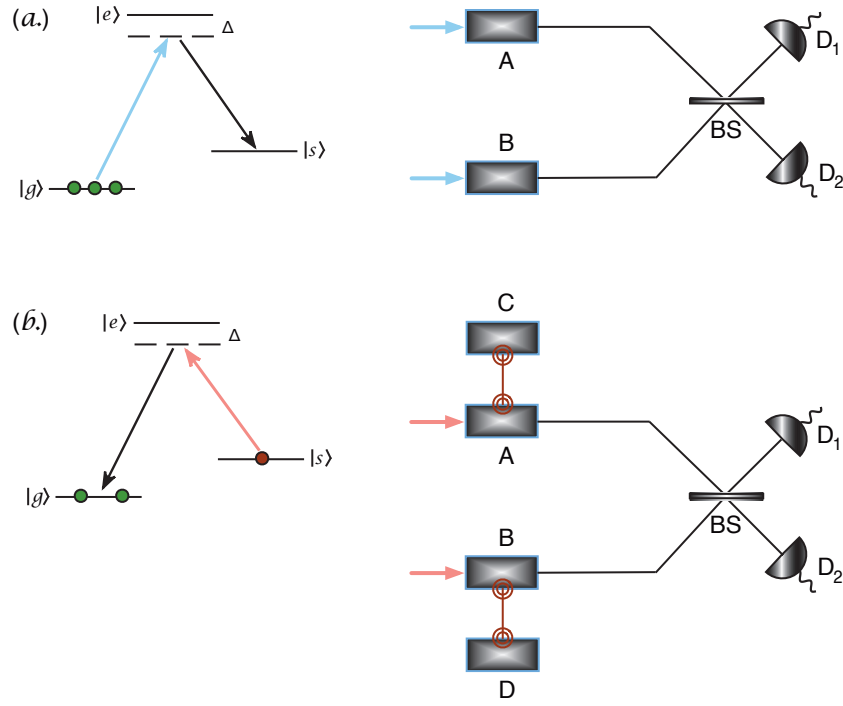 (a.)
|e⟩
Δ
|s⟩
|g⟩
A
B
BS
D1
D2
(b.)
|e⟩
Δ
|s⟩
|g⟩
C
A
B
D
BS
D1
D2